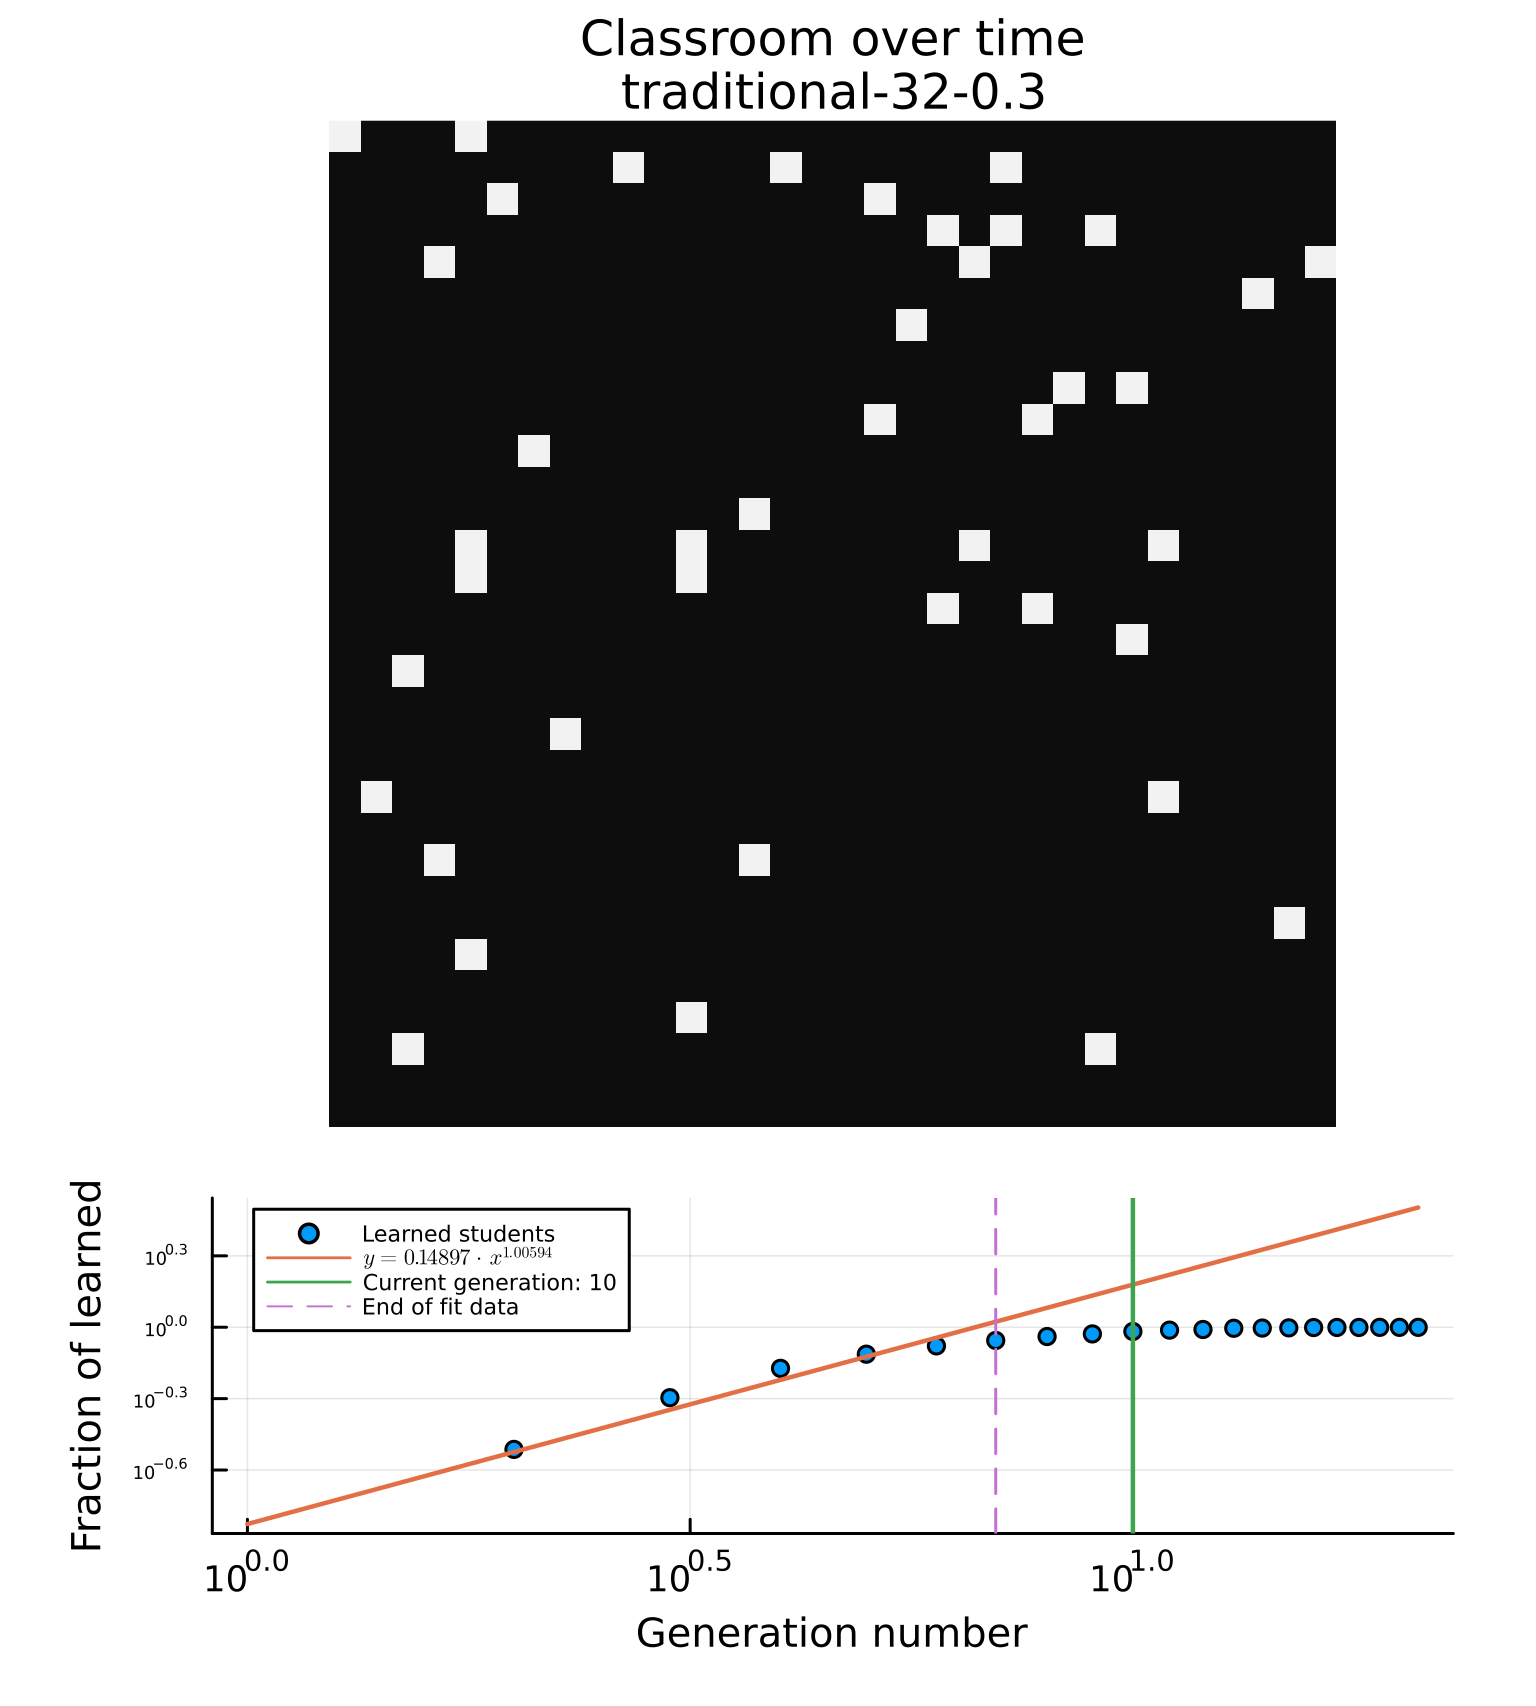 Classroom over time
traditional-32-0.3
Fraction of learned
Learned students
y = 0.14897 · x^1.00594
Current generation: 10
End of fit data
10^0.3
10^0.0
10^−0.3
10^−0.6
10^0.0
10^0.5
10^1.0
Generation number